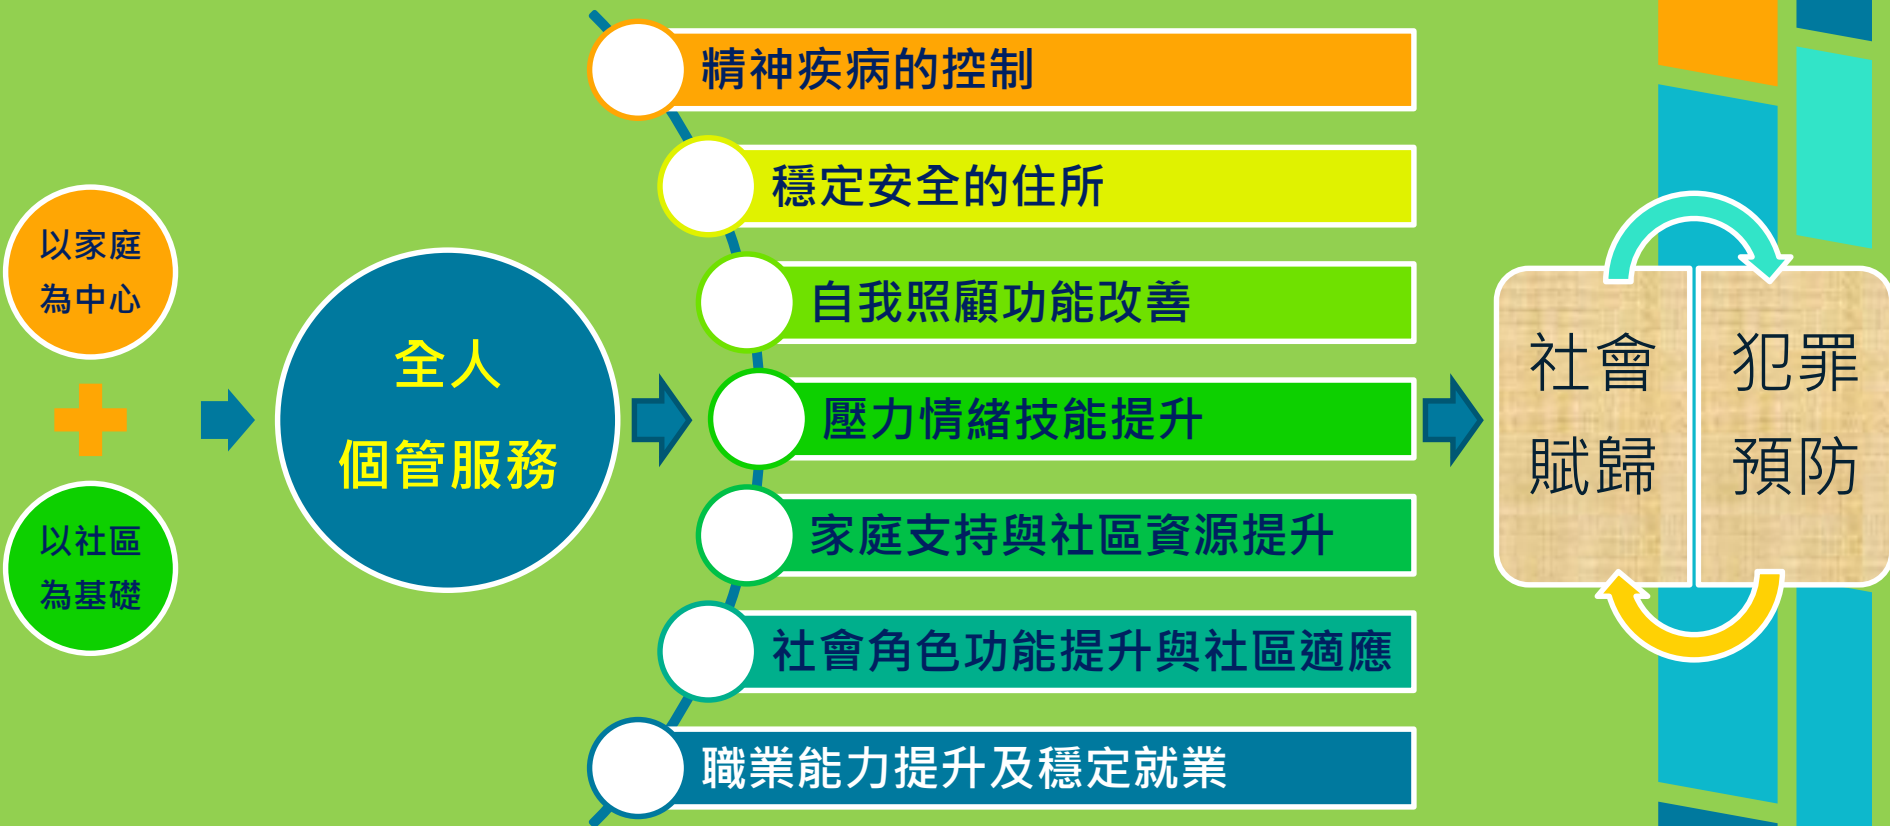 以家庭
為中心
以社區
為基礎
全人
個管服務
精神疾病的控制
穩定安全的住所
自我照顧功能改善
壓力情緒技能提升
家庭支持與社區資源提升
社會角色功能提升與社區適應
職業能力提升及穩定就業
社會
賦歸
犯罪
預防